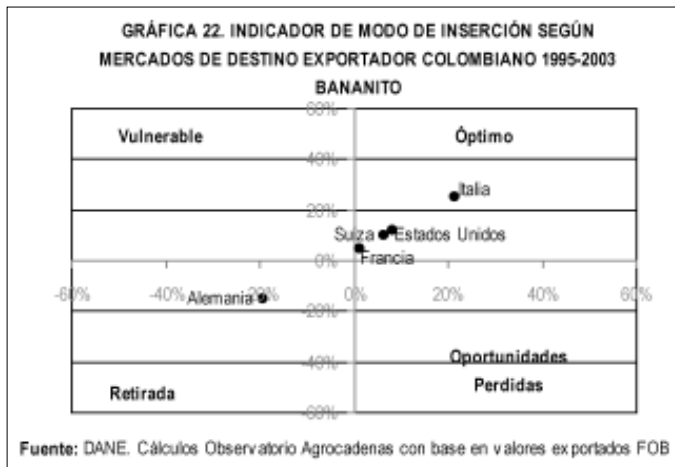 GRÁFICA 22. INDICADOR DE MODO DE INSERCIÓN SEGÚN
MERCADOS DE DESTINO EXPORTADOR COLOMBIANO 1995-2003
BANANITO
60%
Vulnerable
Óptimo
40%
Italia
20%
Suiza
Estados Unidos
Francia
0%
-60%
-40%
-20%
0%
20%
40%
60%
Alemania
-20%
Oportunidades
-40%
Retirada
Perdidas
-60%
Fuente: DANE. Cálculos Observatorio Agrocadenas con base en valores exportados FOB